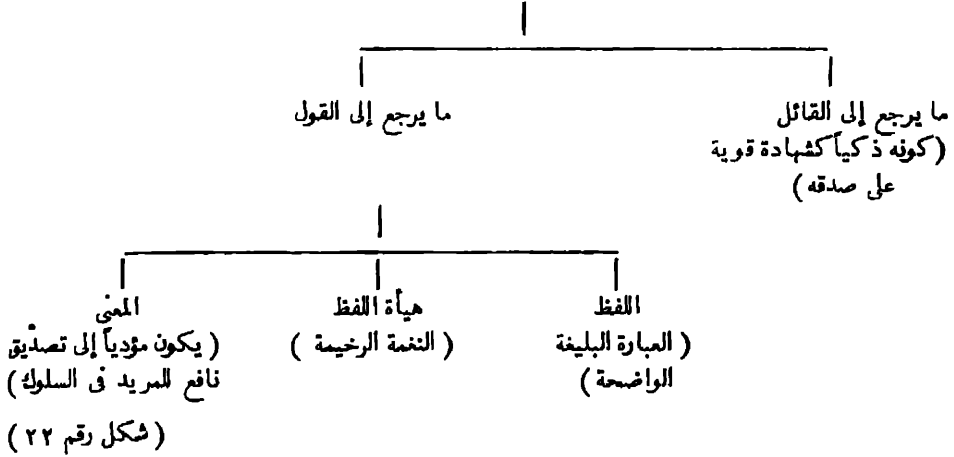 ما يرجع إلى القائل
(كونه ذكياً كشهادة قوية
على صدقه)
ما يرجع إلى القول
اللفظ
(العبارة البليغة
الواضحة)
هيأة اللفظ
(النغمة الرخيمة)
المعنى
(يكون مؤدياً إلى تصديق
نافع للمريد فى السلوك)
(شكل رقم ٢٢)